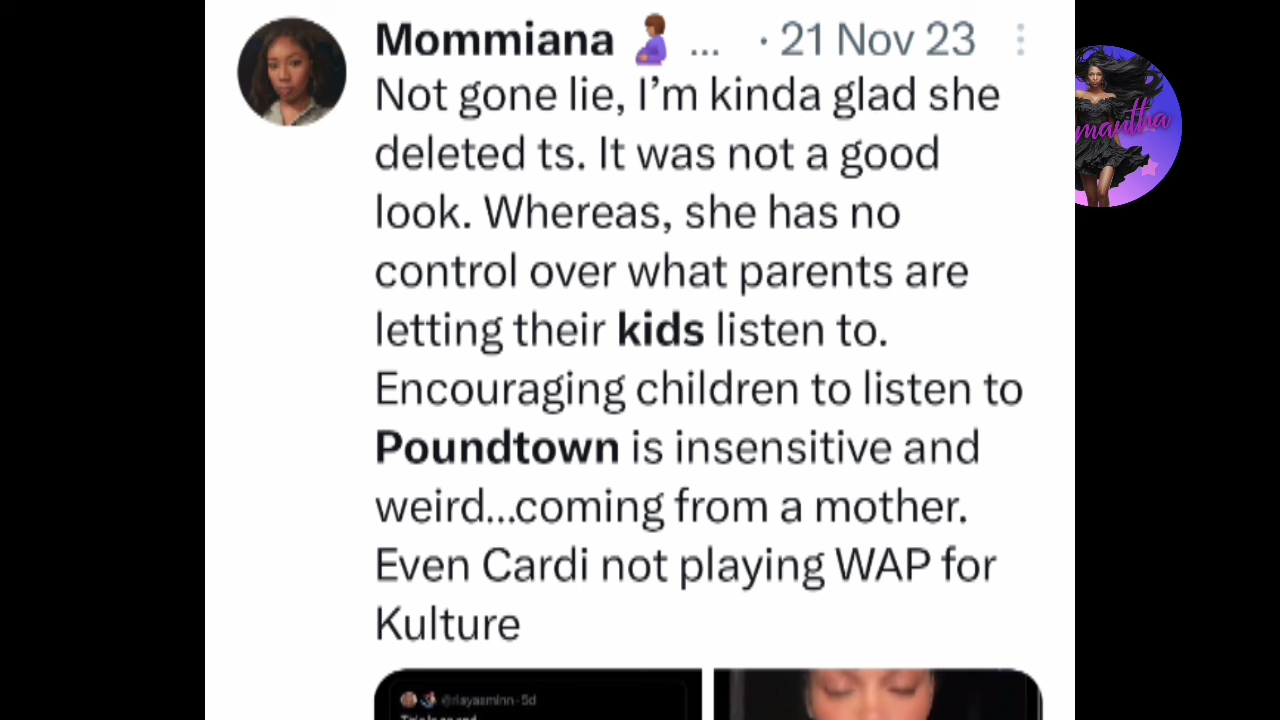 Mommiana 🫃🏽 ... · 21 Nov 23
Not gone lie, I’m kinda glad she
deleted ts. It was not a good
look. Whereas, she has no
control over what parents are
letting their kids listen to.
Encouraging children to listen to
Poundtown is insensitive and
weird...coming from a mother.
Even Cardi not playing WAP for
Kulture
mantha